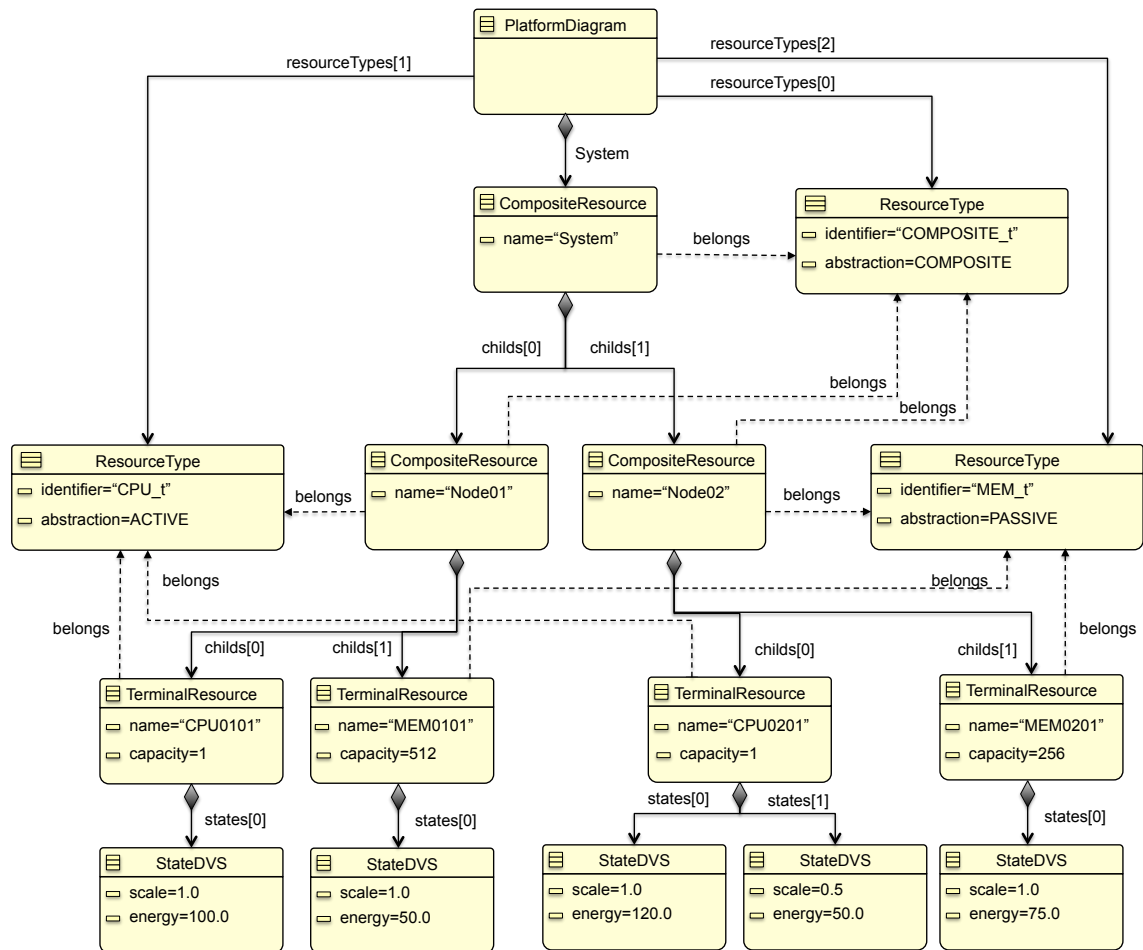 PlatformDiagram
resourceTypes[2]
resourceTypes[1]
resourceTypes[0]
System
CompositeResource
name=“System”
belongs
ResourceType
identifier=“COMPOSITE_t”
abstraction=COMPOSITE
childs[0]
childs[1]
belongs
belongs
ResourceType
identifier=“CPU_t”
abstraction=ACTIVE
belongs
CompositeResource
name=“Node01”
CompositeResource
name=“Node02”
belongs
ResourceType
identifier=“MEM_t”
abstraction=PASSIVE
belongs
belongs
belongs
belongs
childs[0]
childs[1]
childs[0]
childs[1]
TerminalResource
name=“CPU0101”
capacity=1
TerminalResource
name=“MEM0101”
capacity=512
TerminalResource
name=“CPU0201”
capacity=1
TerminalResource
name=“MEM0201”
capacity=256
states[0]
states[0]
states[0]
states[1]
states[0]
StateDVS
scale=1.0
energy=100.0
StateDVS
scale=1.0
energy=50.0
StateDVS
scale=1.0
energy=120.0
StateDVS
scale=0.5
energy=50.0
StateDVS
scale=1.0
energy=75.0